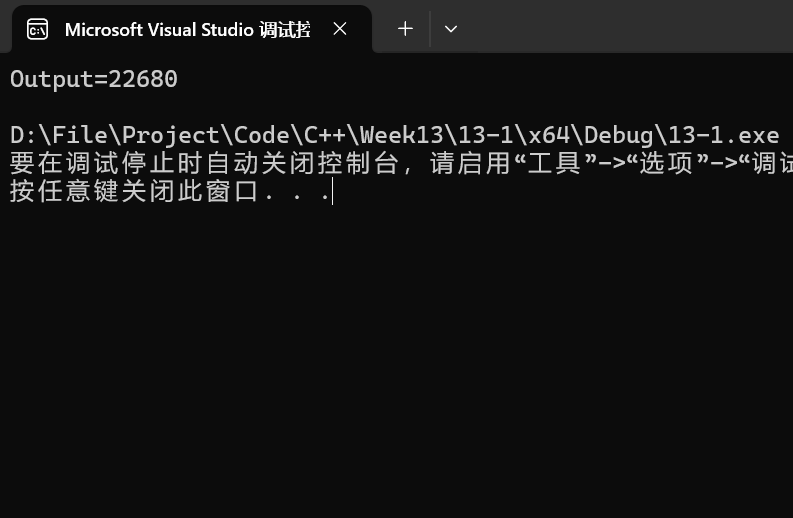 Microsoft Visual Studio 调试
Output=22680
D:\File\Project\Code\C++\Week13\13-1\x64\Debug\13-1.exe
要在调试停止时自动关闭控制台，请启用“工具”->“选项”->“调试
按任意键关闭此窗口. . .